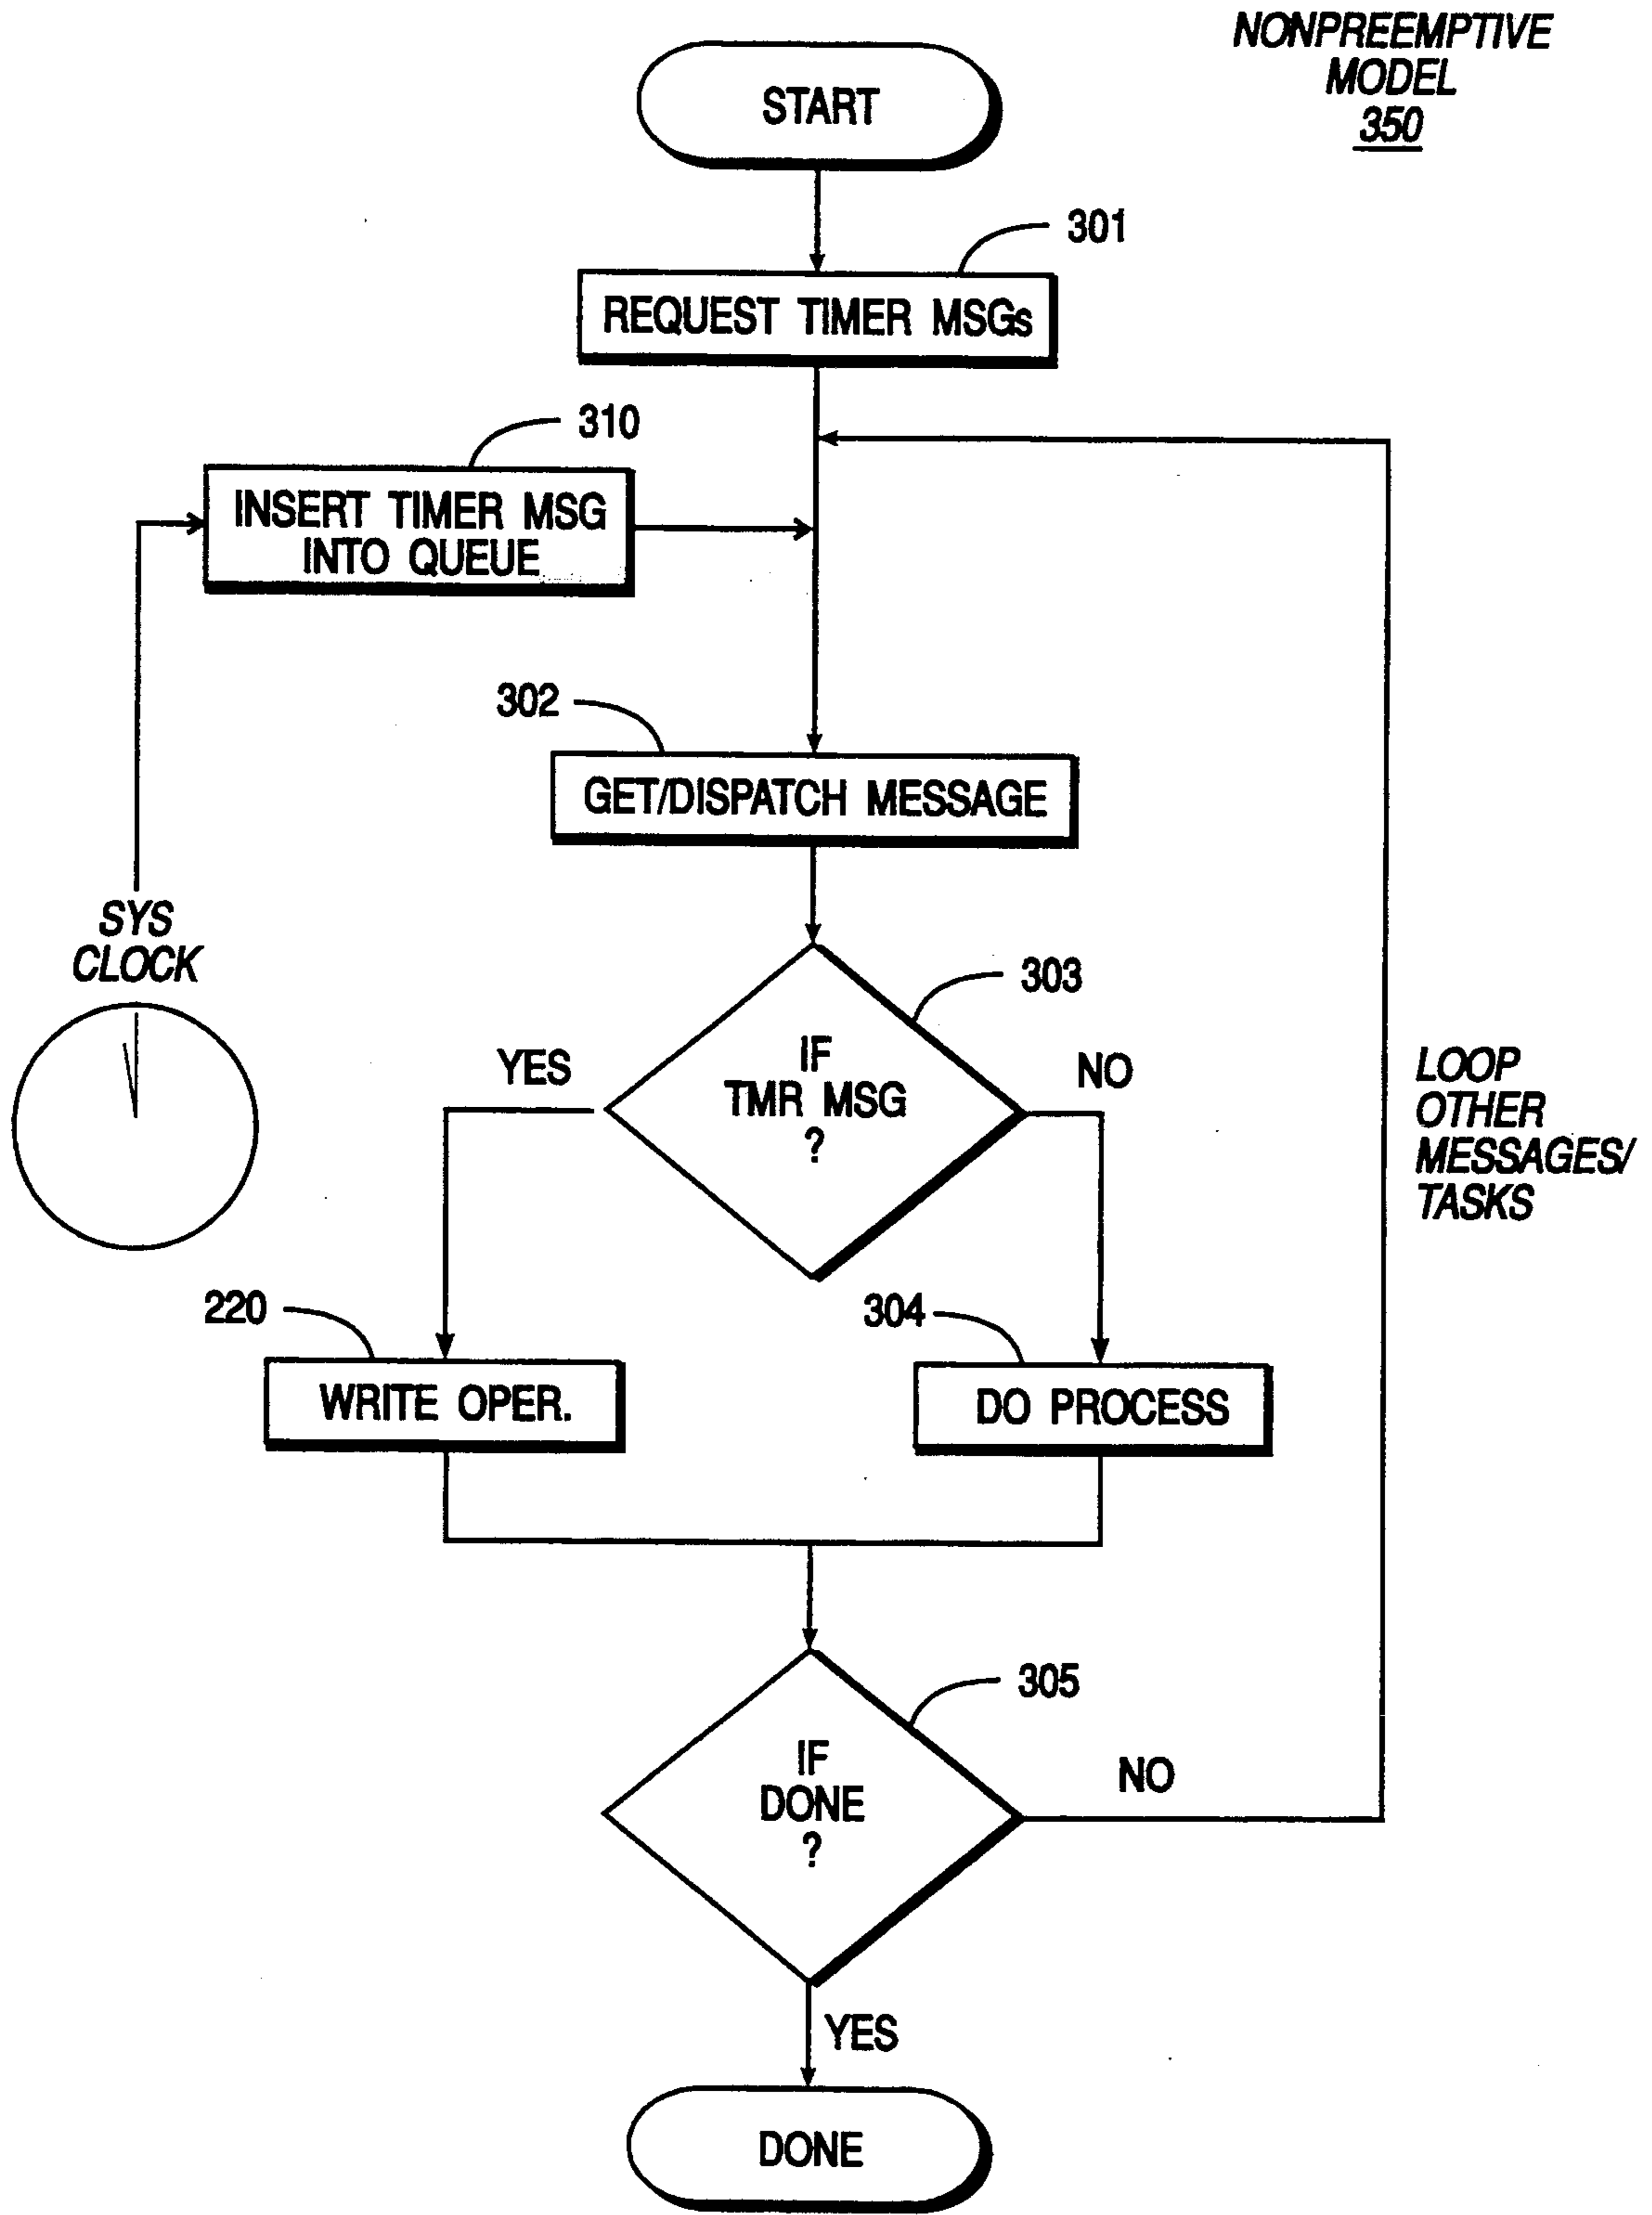 NONPREEMPTIVE
MODEL
350
START
301
REQUEST TIMER MSGs
310
INSERT TIMER MSG
INTO QUEUE
302
GET/DISPATCH MESSAGE
SYS
CLOCK
303
IF
TMR MSG
?
YES
NO
LOOP
OTHER
MESSAGES/
TASKS
220
WRITE OPER.
304
DO PROCESS
305
IF
DONE
?
NO
YES
DONE